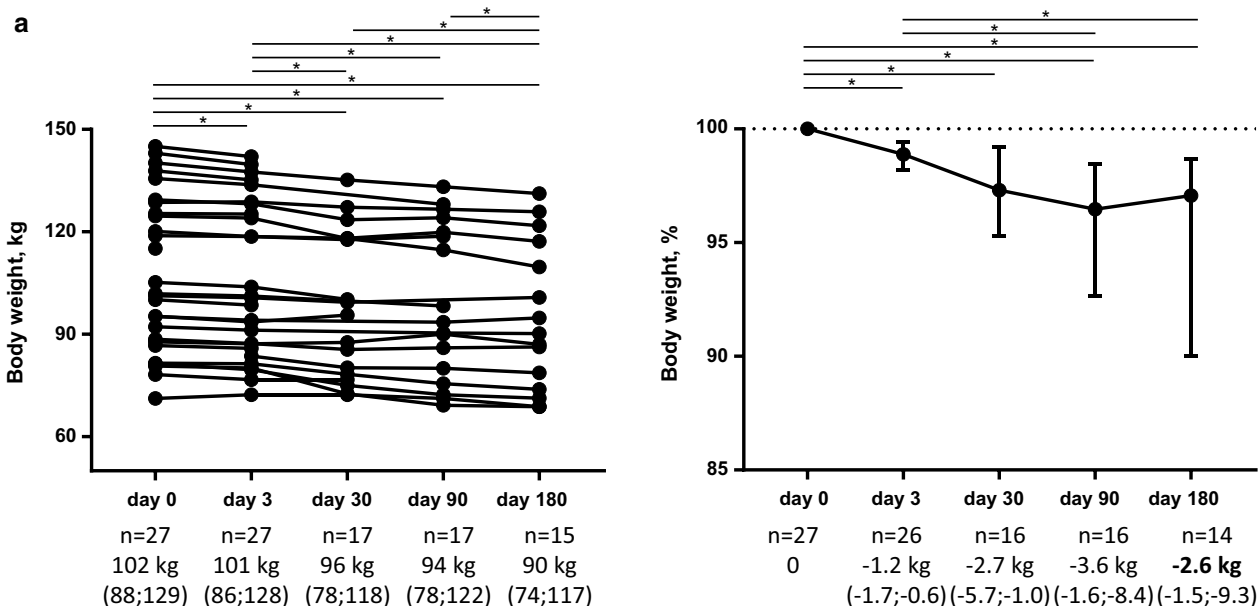 a
* * * * * * * * *
Body weight, kg
150
120
90
60
day 0 day 3 day 30 day 90 day 180
n=27 n=27 n=17 n=17 n=15
102 kg 101 kg 96 kg 94 kg 90 kg
(88;129) (86;128) (78;118) (78;122) (74;117)
* * * * * * *
Body weight, %
100
95
90
85
day 0 day 3 day 30 day 90 day 180
n=27 n=26 n=16 n=16 n=14
0 -1.2 kg -2.7 kg -3.6 kg -2.6 kg
(-1.7;-0.6) (-5.7;-1.0) (-1.6;-8.4) (-1.5;-9.3)